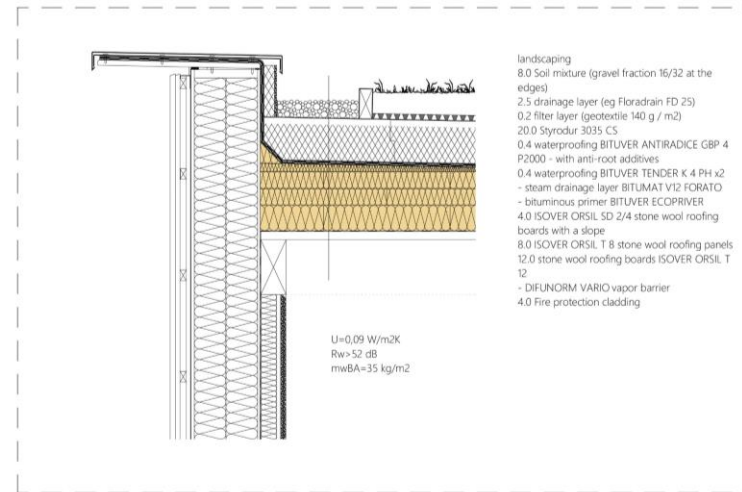 landscaping
8.0 Soil mixture (gravel fraction 16/32 at the
edges)
2.5 drainage layer (eg Floradrain FD 25)
0.2 filter layer (geotextile 140 g / m2)
20.0 Styrodur 3035 CS
0.4 waterproofing BITUVER ANTIRADICE GBP 4
P2000 - with anti-root additives
0.4 waterproofing BITUVER TENDER K 4 PH x2
- steam drainage layer BITUMAT V12 FORATO
- bituminous primer BITUVER ECOPRIVER
4.0 ISOVER ORSIL SD 2/4 stone wool roofing
boards with a slope
8.0 ISOVER ORSIL T 8 stone wool roofing panels
12.0 stone wool roofing boards ISOVER ORSIL T
12
- DIFUNORM VARIO vapor barrier
4.0 Fire protection cladding
U=0,09 W/m2K
Rw>52 dB
mwBA=35 kg/m2